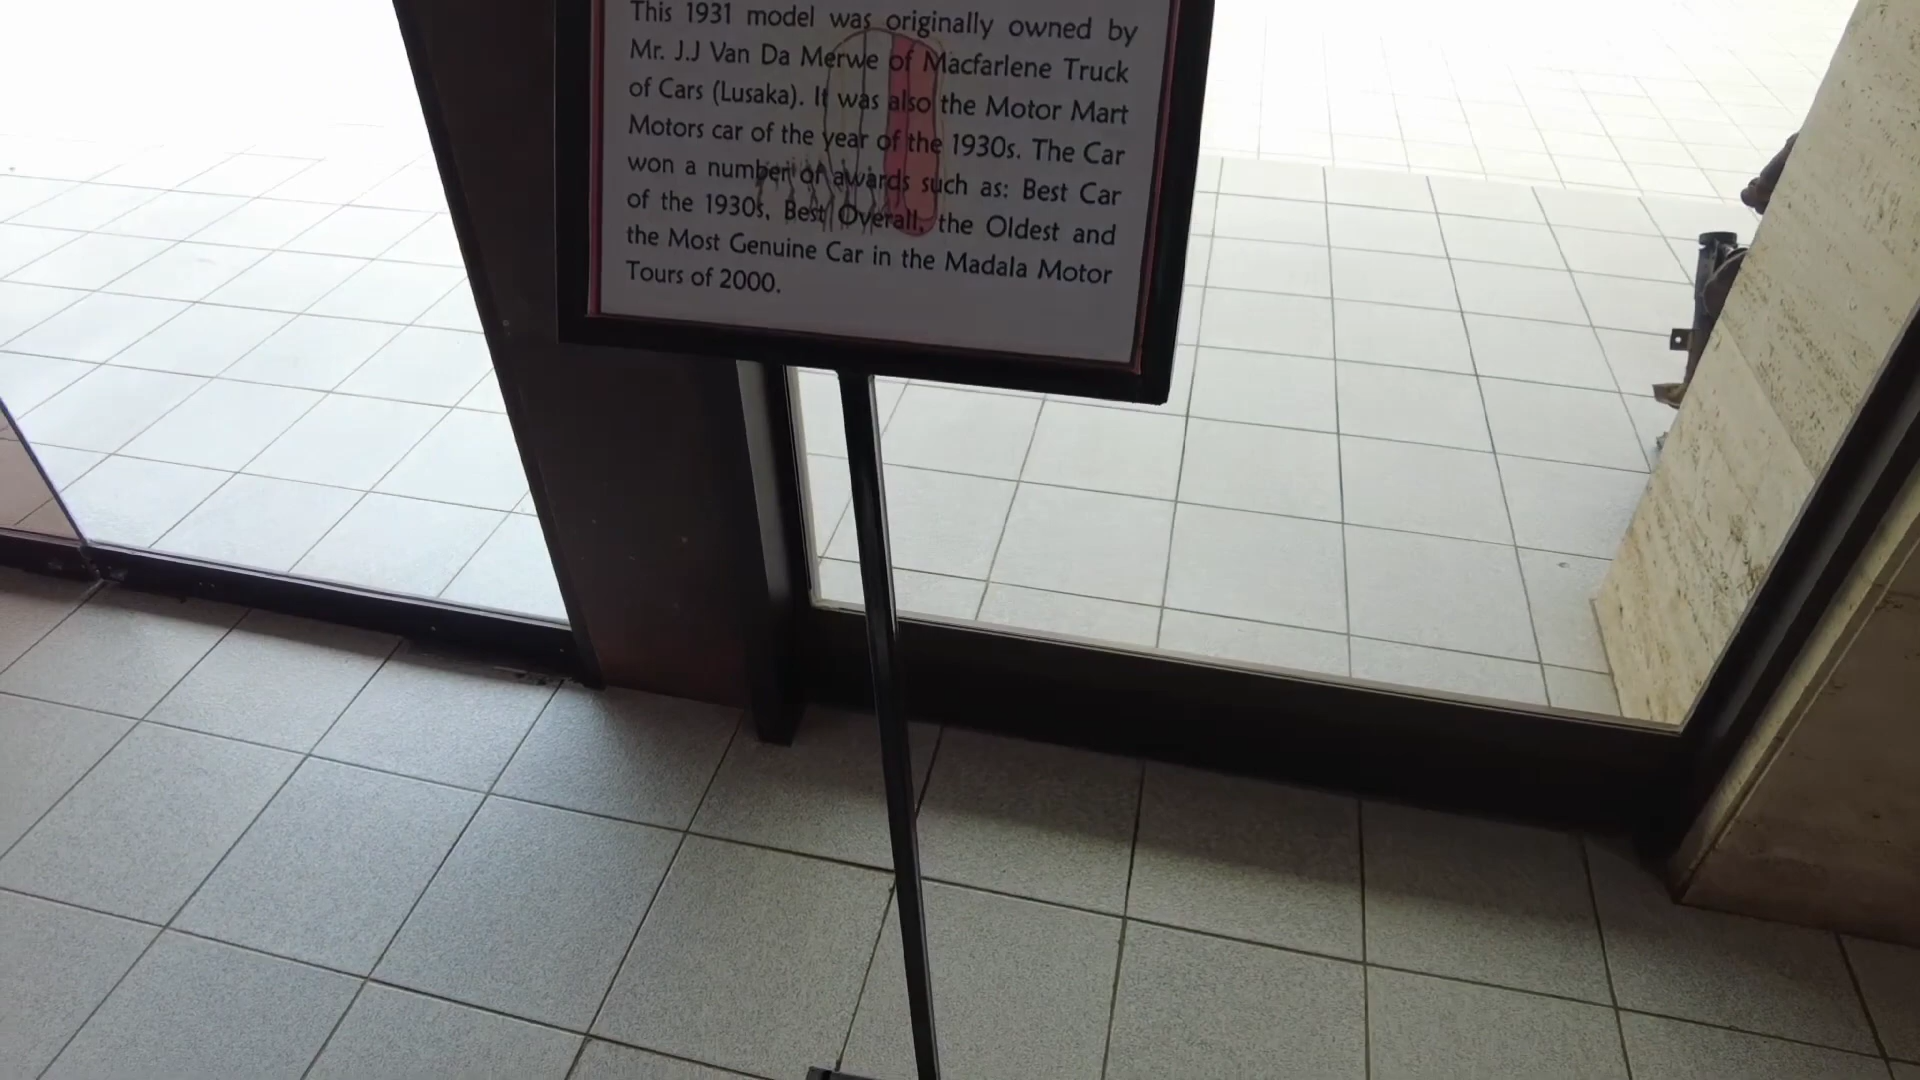 This 1931 model was originally owned by
Mr. J.J Van Da Merwe of Macfarlene Truck
of Cars (Lusaka). It was also the Motor Mart
Motors car of the year of the 1930s. The Car
won a number of awards such as: Best Car
of the 1930s, Best Overall, the Oldest and
the Most Genuine Car in the Madala Motor
Tours of 2000.